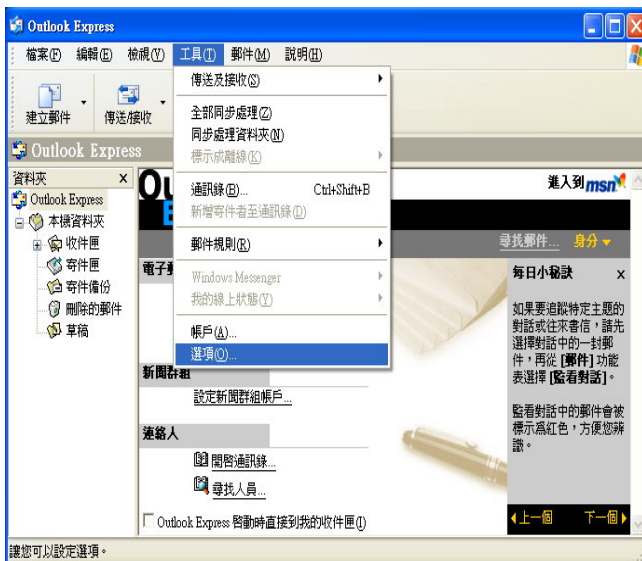 Outlook Express
檔案(F) 編輯(E) 檢視(V) 工具(T) 郵件(M) 說明(H)
建立郵件 傳送/接收
Outlook Express
傳送及接收(S)
全部同步處理(Z)
同步處理資料夾(N)
標示成離線(K)
通訊錄(B)... Ctrl+Shift+B
新增寄件者至通訊錄(D)
郵件規則(R)
Windows Messenger
我的線上狀態(Y)
帳戶(A)...
選項(O)...
資料夾 x
Outlook Express
本機資料夾
收件匣
寄件匣
寄件備份
刪除的郵件
草稿
進入到 msn
尋找郵件... 身分
新聞群組
設定新聞群組帳戶...
連絡人
開啓通訊錄...
尋找人員...
Outlook Express 啓動時直接到我的收件匣(I)
每日小秘訣 x
如果要追蹤特定主題的
對話或往來書信，請先
選擇對話中的一封郵
件，再從 [郵件] 功能
表選擇 [監看對話]。
監看對話中的郵件會被
標示爲紅色，方便您辨
識。
上一個 下一個
讓您可以設定選項。